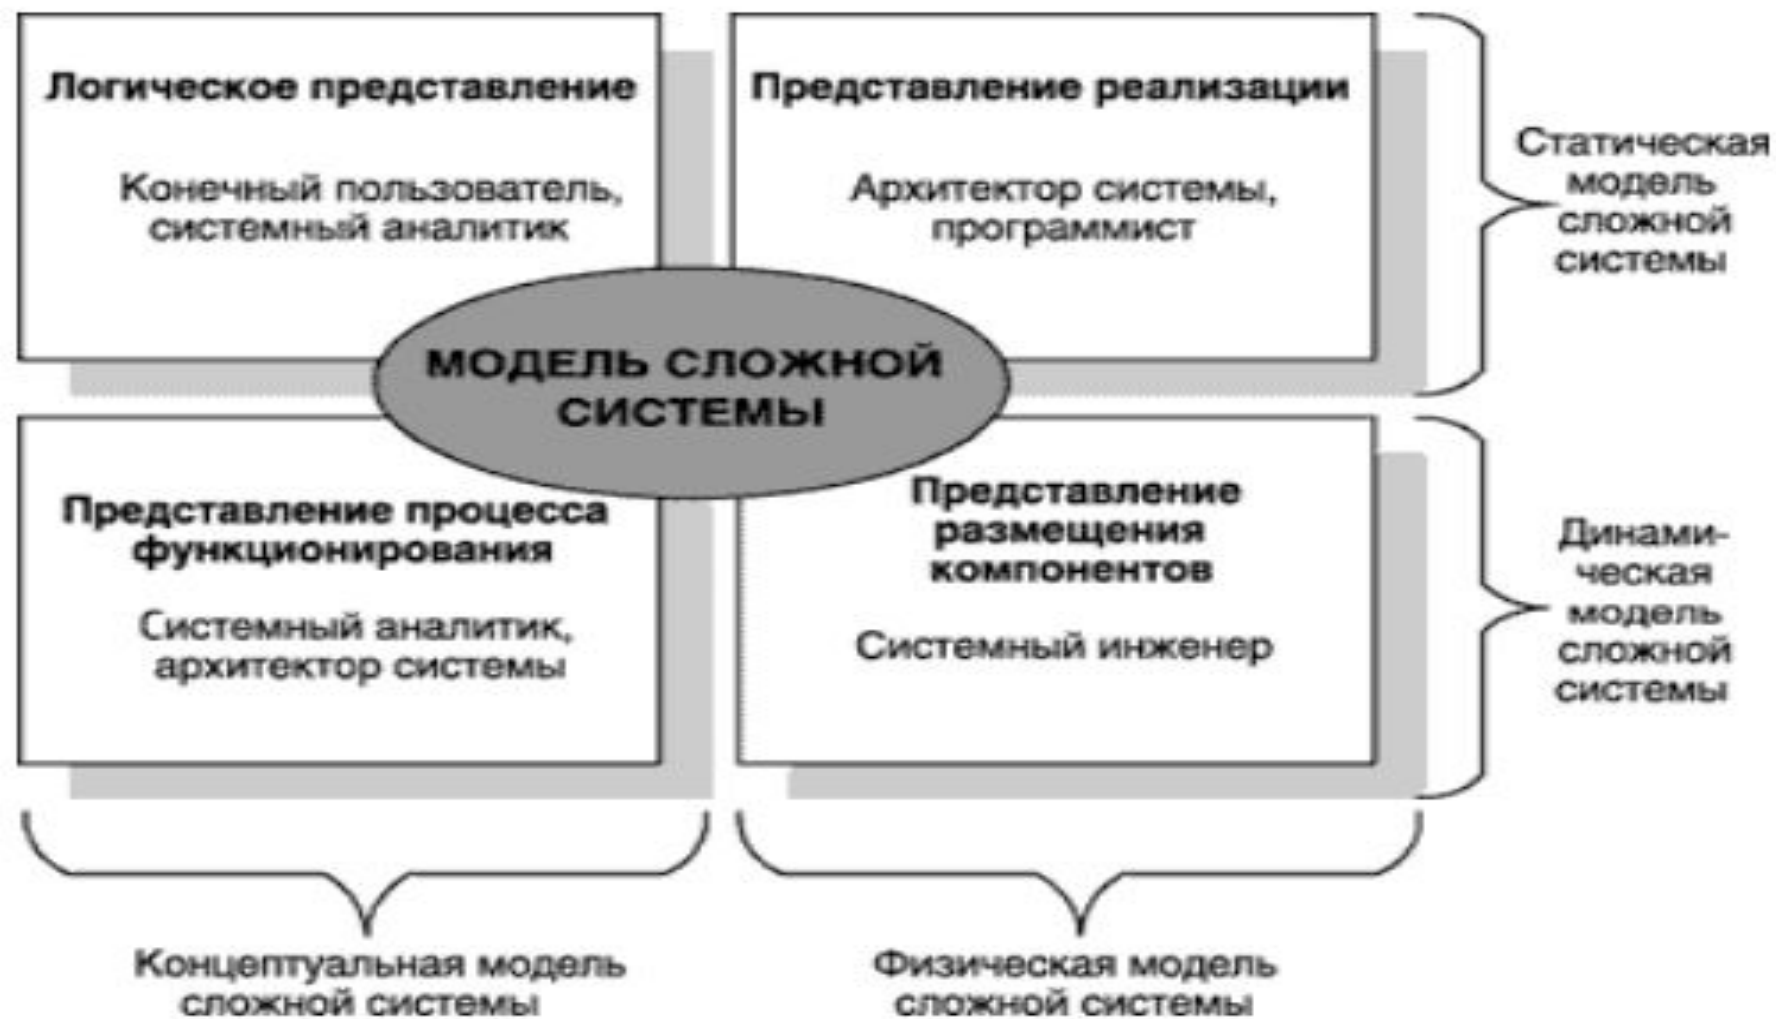 Логическое представление
Конечный пользователь,
системный аналитик
Представление реализации
Архитектор системы,
программист
Статическая
модель
сложной
системы
МОДЕЛЬ СЛОЖНОЙ
СИСТЕМЫ
Представление процесса
функционирования
Системный аналитик,
архитектор системы
Представление
размещения
компонентов
Системный инженер
Динами-
ческая
модель
сложной
системы
Концептуальная модель
сложной системы
Физическая модель
сложной системы